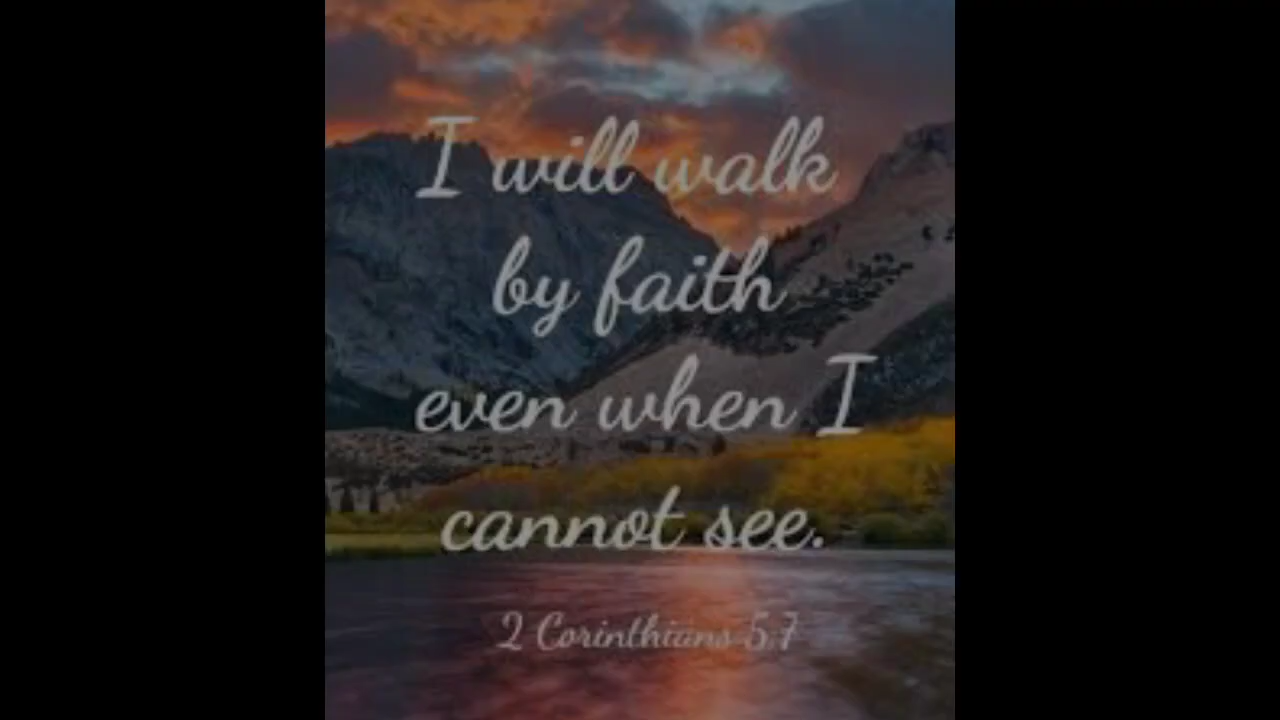 I will walk
by faith
even when I
cannot see.
2 Corinthians 5:7